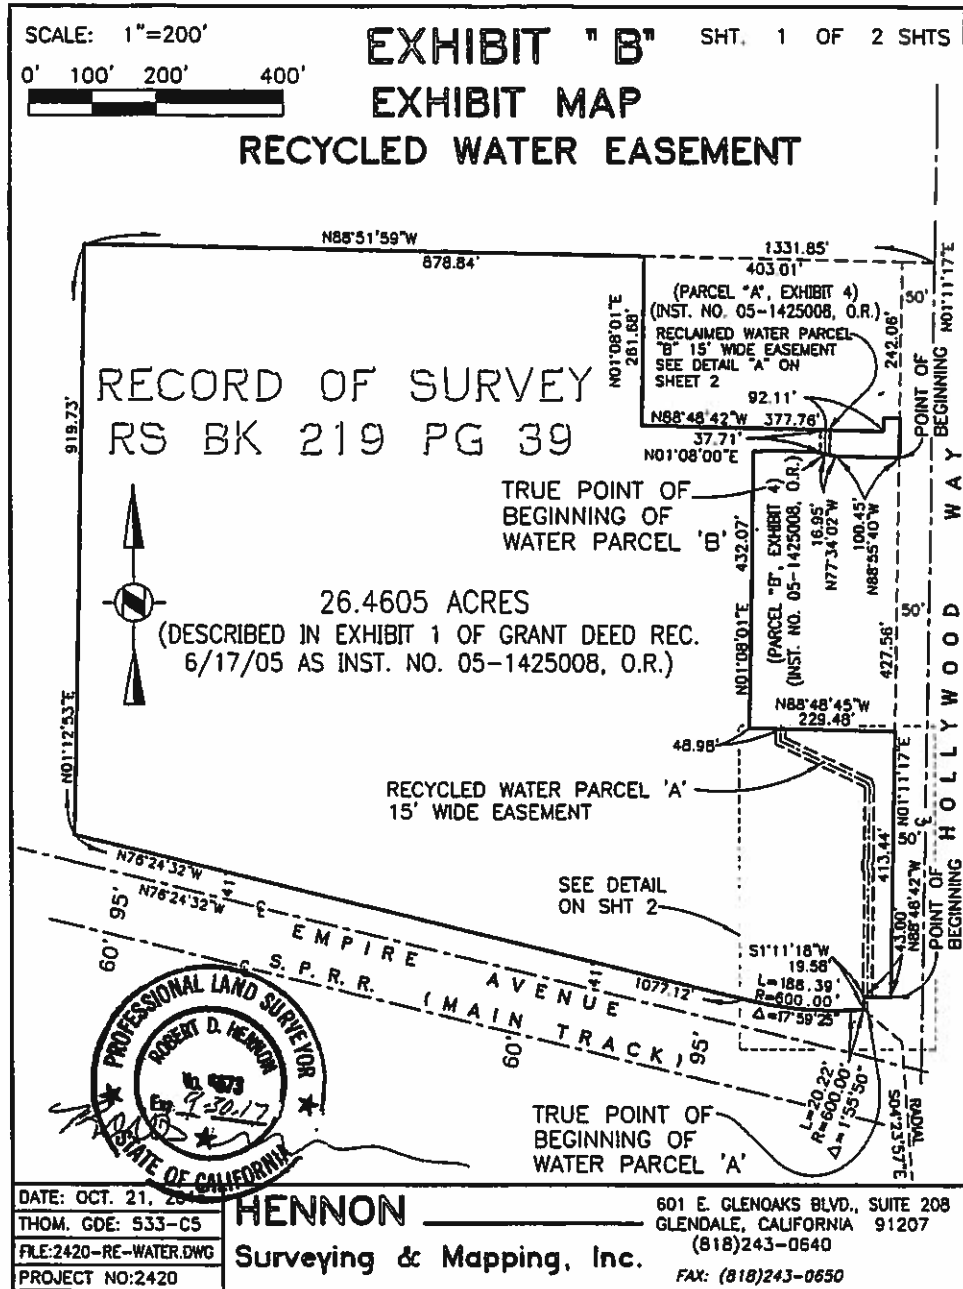 SCALE: 1"=200'
EXHIBIT "B"
SHT. 1 OF 2 SHTS
0' 100' 200' 400'
EXHIBIT MAP
RECYCLED WATER EASEMENT
N88°51'59"W
878.84'
1331.85'
403.01'
(PARCEL "A", EXHIBIT 4)
(INST. NO. 05-1425008, O.R.)
RECLAIMED WATER PARCEL
"B" 15' WIDE EASEMENT
SEE DETAIL "A" ON
SHEET 2
92.11'
N01°08'01"E
261.68'
242.06'
50'
N01°11'17"E
POINT OF
BEGINNING
N88°48'42"W 377.76'
37.71'
N01°08'00"E
RECORD OF SURVEY
RS BK 219 PG 39
919.73'
N01°12'53"E
TRUE POINT OF
BEGINNING OF
WATER PARCEL 'B'
432.07'
N01°08'01"E
(PARCEL "B", EXHIBIT 4)
(INST. NO. 05-1425008, O.R.)
16.95'
N77°34'02"W
100.45'
N88°55'40"W
50'
427.56'
HOLLYWOOD WAY
26.4605 ACRES
(DESCRIBED IN EXHIBIT 1 OF GRANT DEED REC.
6/17/05 AS INST. NO. 05-1425008, O.R.)
N88°48'45"W
229.48'
48.98'
RECYCLED WATER PARCEL 'A'
15' WIDE EASEMENT
N01°11'17"E
50'
413.44'
43.00'
N88°48'42"W
POINT OF
BEGINNING
SEE DETAIL
ON SHT 2
N76°24'32"W
N76°24'32"W
41'
95'
60'
EMPIRE AVENUE
S. P. R. R. (MAIN TRACK)
41'
1077.12'
60'
95'
S1°11'18"W
19.58'
L=188.39'
R=600.00'
Δ=17°59'25"
L=20.22'
R=600.00'
Δ=1°55'50"
RADIAL
S04°23'57"E
TRUE POINT OF
BEGINNING OF
WATER PARCEL 'A'
PROFESSIONAL LAND SURVEYOR
ROBERT D. HENNON
No.
Exp. 9-30-17
STATE OF CALIFORNIA
DATE: OCT. 21,
THOM. GDE: 533-C5
FILE:2420-RE-WATER.DWG
PROJECT NO:2420
HENNON
Surveying & Mapping, Inc.
601 E. GLENOAKS BLVD., SUITE 208
GLENDALE, CALIFORNIA 91207
(818)243-0640
FAX: (818)243-0650